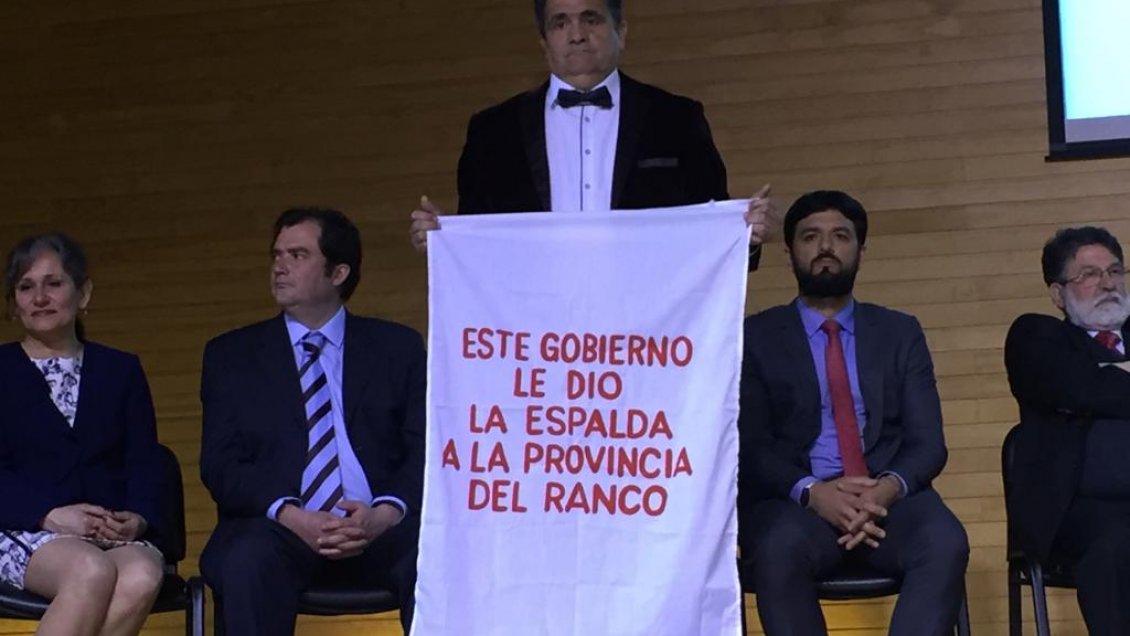 ESTE GOBIERNO
LE DIO
LA ESPALDA
A LA PROVINCIA
DEL RANCO